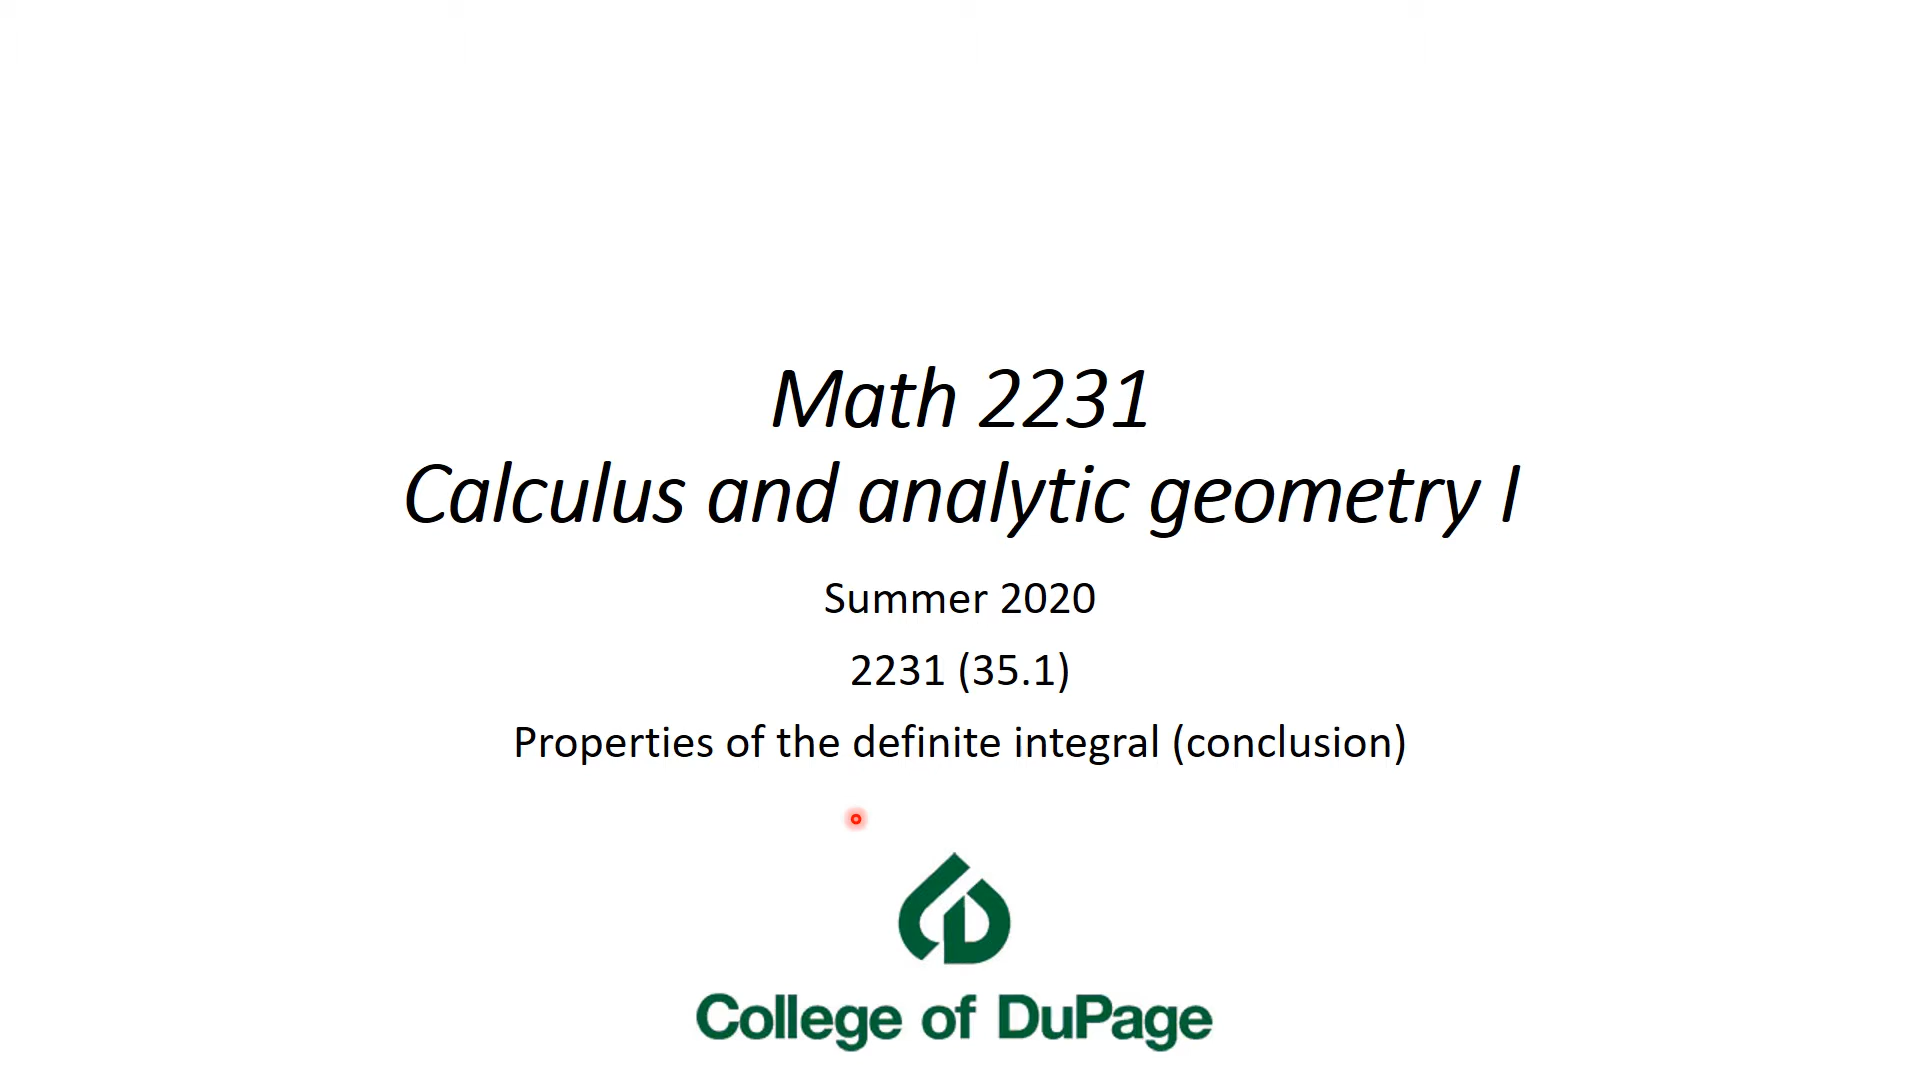 Math 2231
Calculus and analytic geometry I
Summer 2020
2231 (35.1)
Properties of the definite integral (conclusion)
College of DuPage